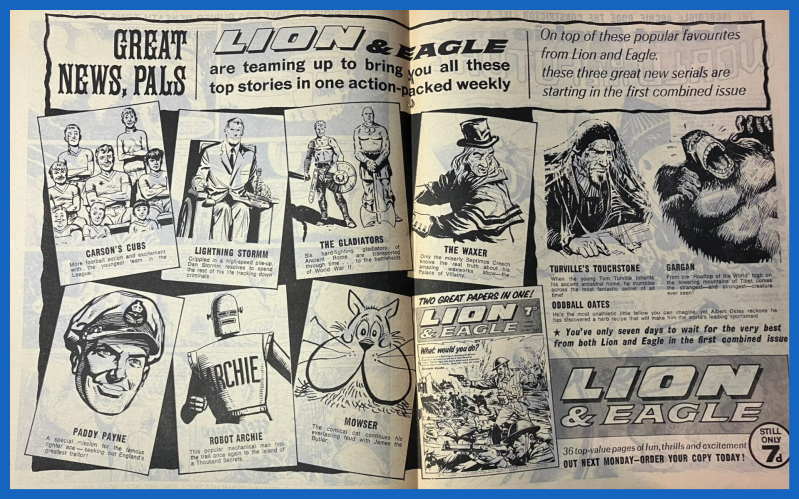 GREAT
NEWS, PALS
LION & EAGLE
are teaming up to bring you all these
top stories in one action-packed weekly
On top of these popular favourites
from Lion and Eagle,
these three great new serials are
starting in the first combined issue
CARSON'S CUBS
More football action and excitement
with the youngest team in the
League.
LIGHTNING STORMM
Crippled in a high-speed pile-up,
Dan Stormm resolves to spend
the rest of his life tracking down
criminals.
THE GLADIATORS
Six hard-fighting gladiators of
Ancient Rome are transported
through time to the battlefields
of World War II.
THE WAXER
Only the miserly Septimus Creech
knows the real truth about his
amazing waxworks show—the
Palace of Villainy.
TURVILLE'S TOUCHSTONE
When the young Tom Turville inherits
his ancient ancestral home, he stumbles
across the most fantastic secret of all
time!
GARGAN
From the "Rooftop of the World" high on
the towering mountains of Tibet comes
the strangest—and strongest—creature
ever seen!
ODDBALL OATES
He's the most unathletic little fellow you can imagine, yet Albert Oates reckons he
has discovered a herb recipe that will make him the world's leading sportsman!
★ You've only seven days to wait for the very best
from both Lion and Eagle in the first combined issue
PADDY PAYNE
A special mission for the famous
fighter ace—seeking out England's
greatest traitor!
ARCHIE
ROBOT ARCHIE
This popular mechanical man hits
the trail once again to the Island of
a Thousand Secrets.
MOWSER
The comical cat continues his
everlasting feud with James the
Butler.
TWO GREAT PAPERS IN ONE!
LION
& EAGLE
7D
What would you do?
LION
& EAGLE
36 top-value pages of fun, thrills and excitement
OUT NEXT MONDAY—ORDER YOUR COPY TODAY!
STILL
ONLY
7D